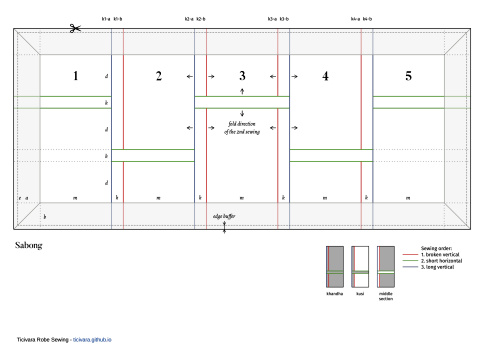 k1-a k1-b k2-a k2-b k3-a k3-b k4-a k4-b
1 d 2 3 4 5
k
d fold direction
of the 2nd sewing
k
d
e a m k m k m k m k m
b edge buffer
Sabong
Sewing order:
1. broken vertical
2. short horizontal
3. long vertical
khandha kusi middle
section
Ticivara Robe Sewing - ticivara.github.io